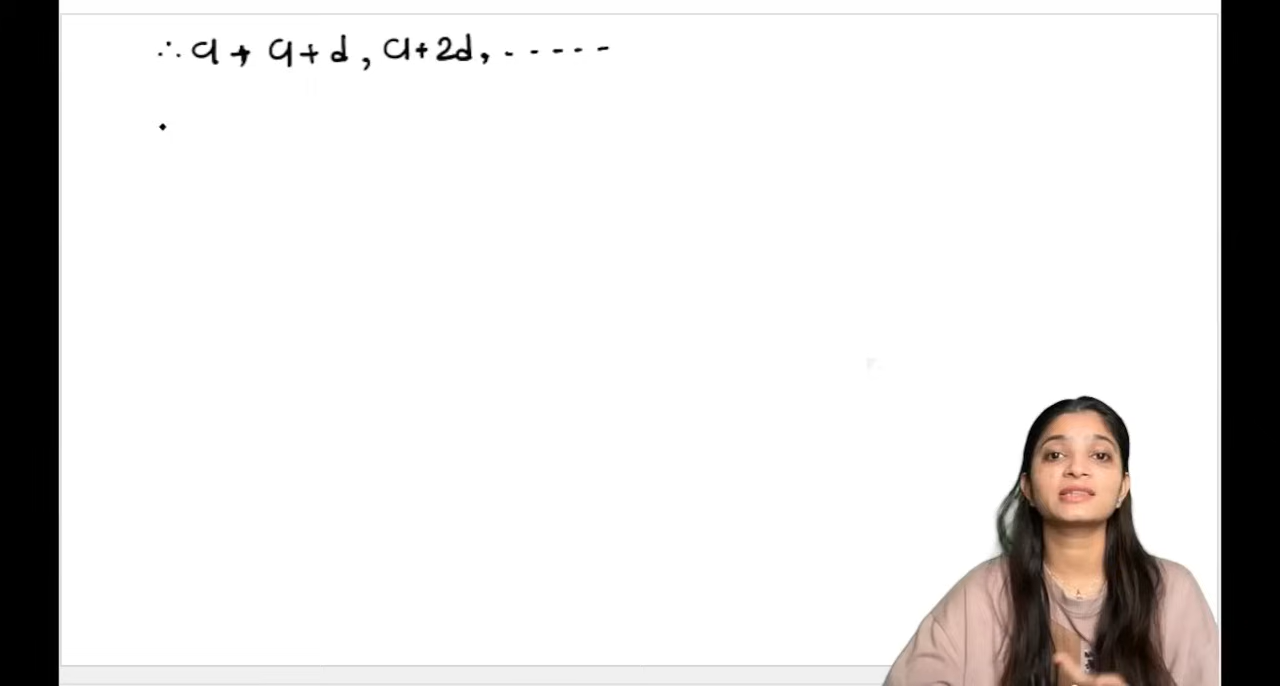 ∴ a, a+d, a+2d, -----